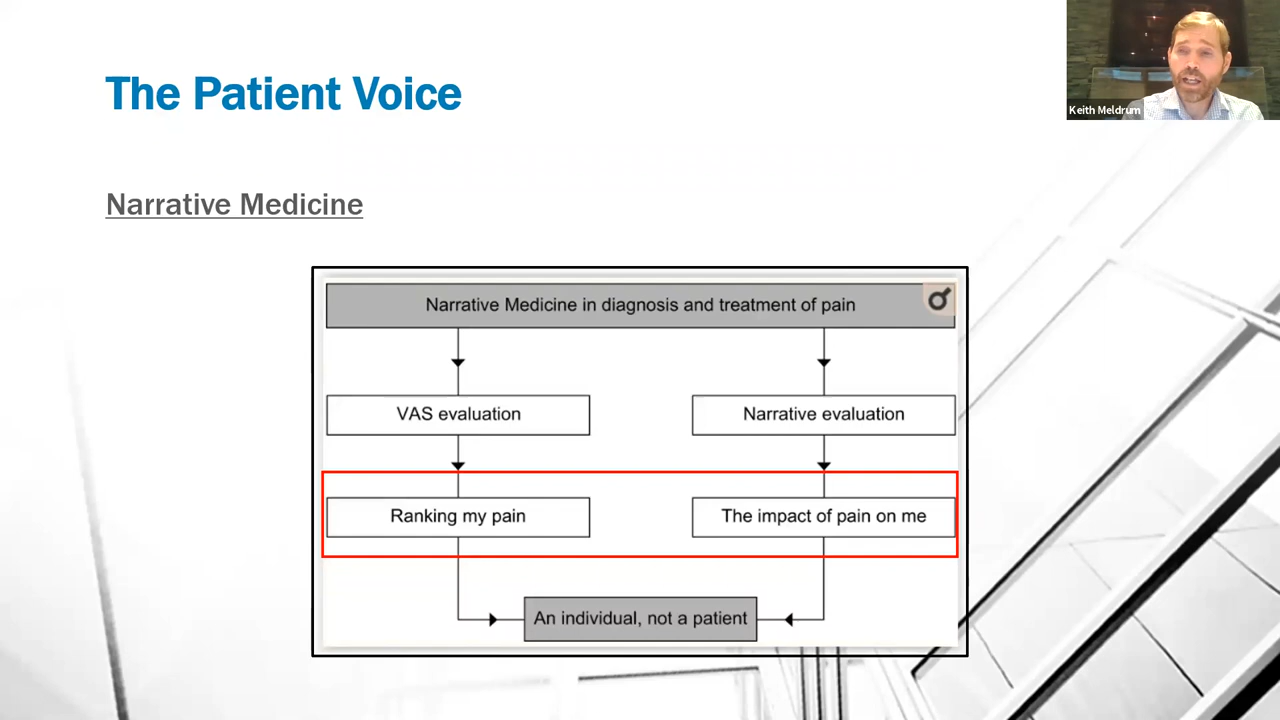 The Patient Voice
Keith Meldrum
Narrative Medicine
Narrative Medicine in diagnosis and treatment of pain
VAS evaluation
Narrative evaluation
Ranking my pain
The impact of pain on me
An individual, not a patient